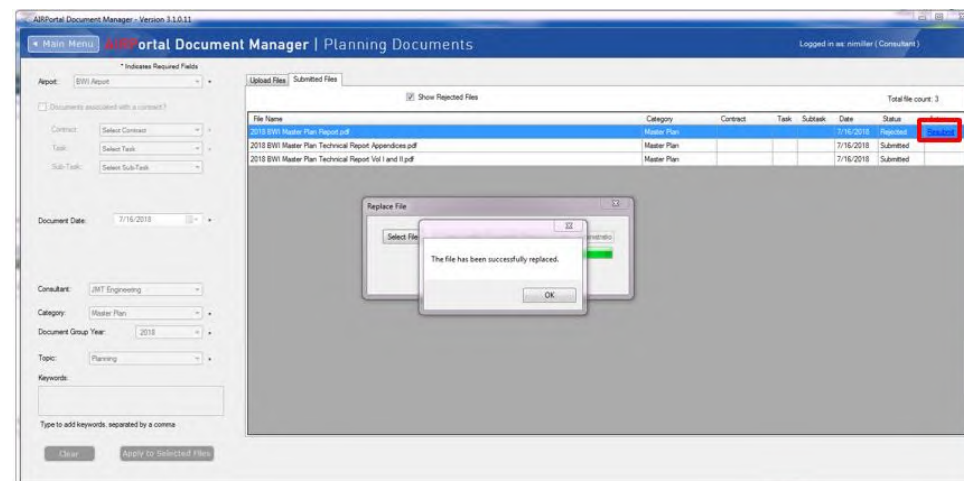 AIRPortal Document Manager - Version 3.1.0.11
Main Menu
AIRPortal Document Manager | Planning Documents
Logged in as: nimiller (Consultant)
* Indicates Required Fields
Airport: BWI Airport
Documents associated with a contract?
Contract: Select Contract
Task: Select Task
Sub-Task: Select Sub-Task
Document Date: 7/16/2018
Consultant: JMT Engineering
Category: Master Plan
Document Group Year: 2018
Topic: Planning
Keywords:
Type to add keywords, separated by a comma
Clear Apply to Selected Files
Upload Files Submitted Files
Show Rejected Files
Total file count: 3
File Name Category Contract Task Subtask Date Status
2018 BWI Master Plan Report.pdf Master Plan 7/16/2018 Rejected Resubmit
2018 BWI Master Plan Technical Report Appendices.pdf Master Plan 7/16/2018 Submitted
2018 BWI Master Plan Technical Report Vol I and II.pdf Master Plan 7/16/2018 Submitted
Replace File
Select File
The file has been successfully replaced.
OK